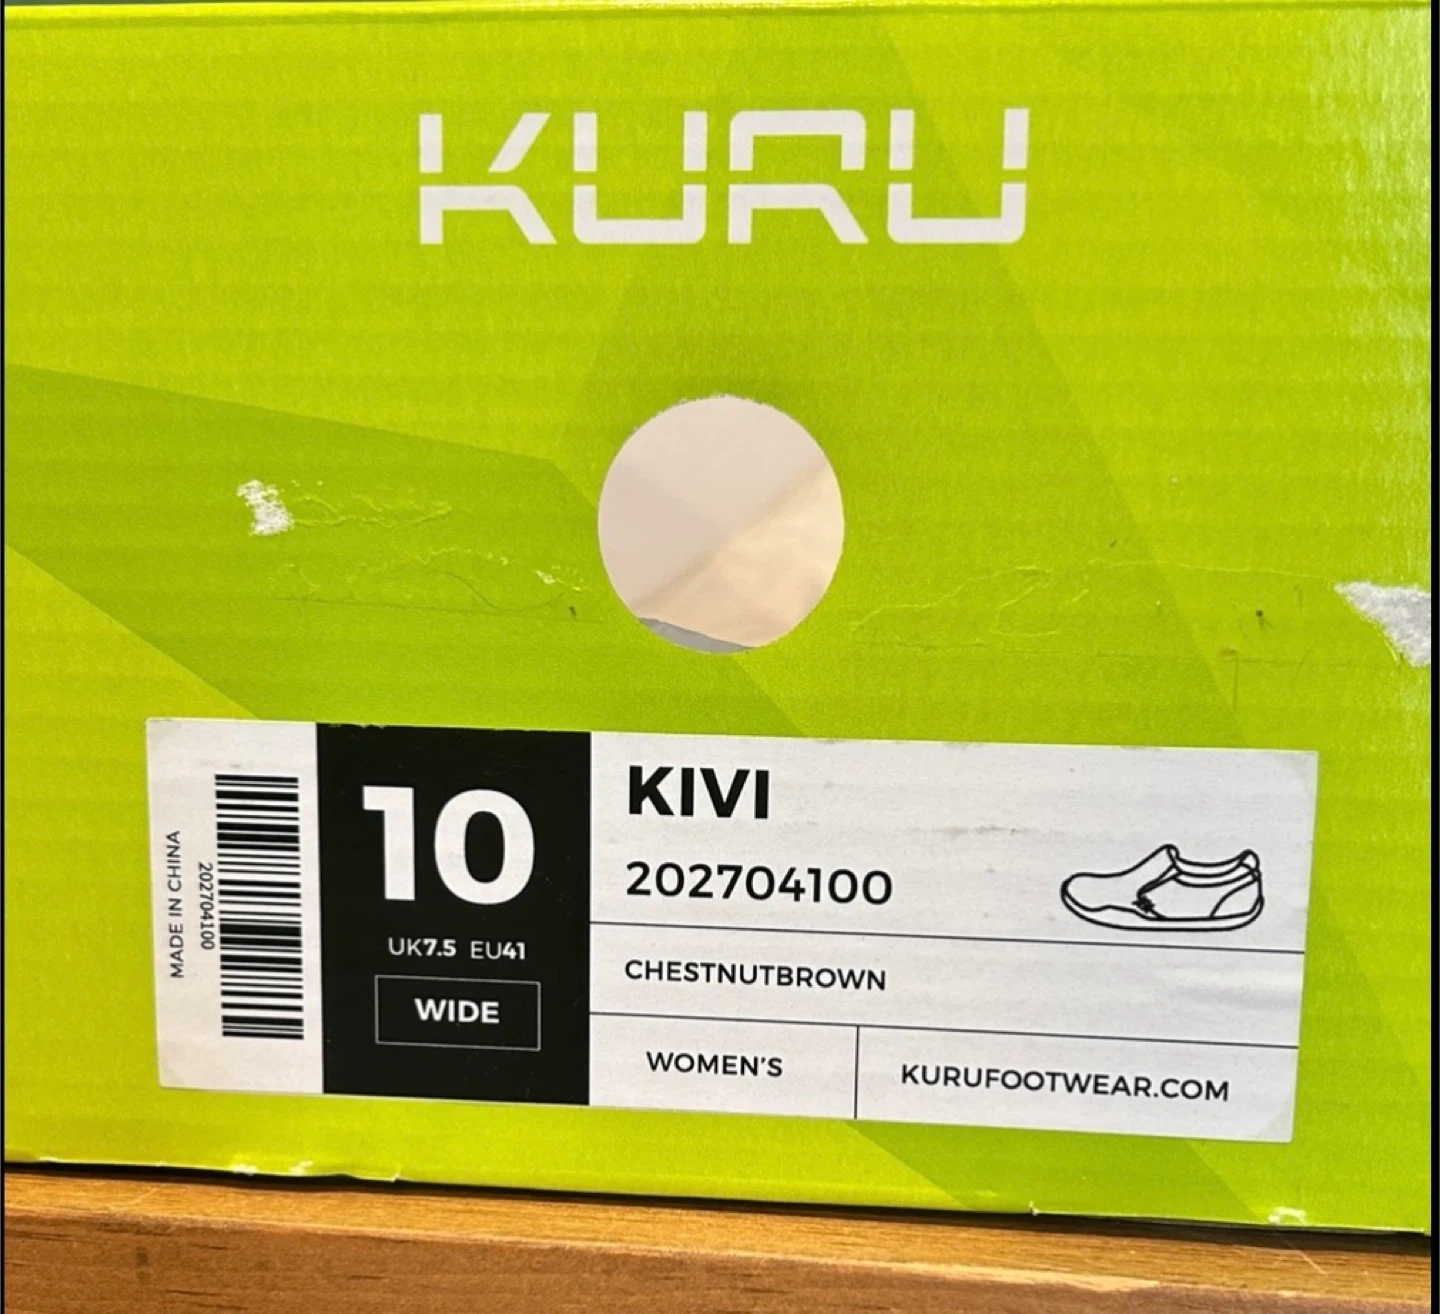 KURU
MADE IN CHINA
202704100
10
UK7.5 EU41
WIDE
KIVI
202704100
CHESTNUTBROWN
WOMEN'S
KURUFOOTWEAR.COM